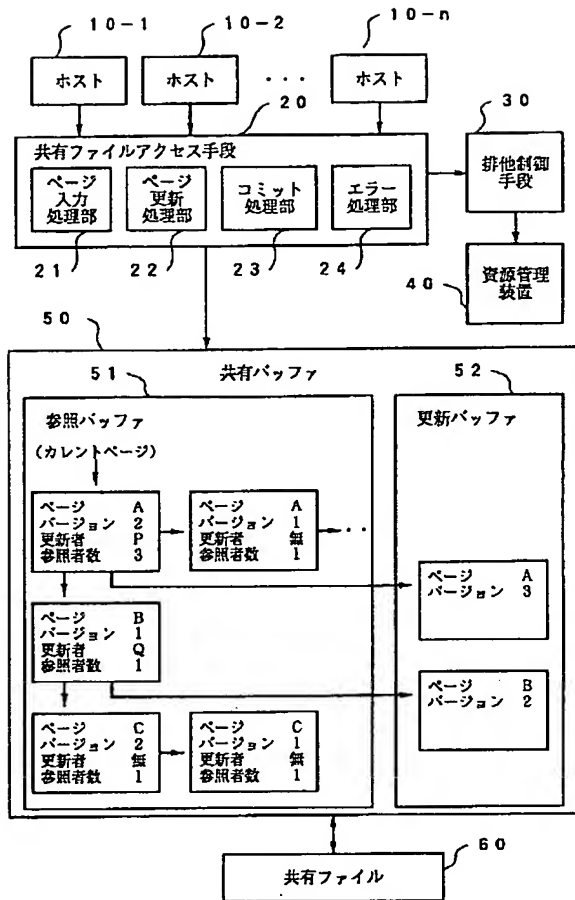 10-1
10-2
10-n
ホスト
ホスト
・・・
ホスト
20
30
共有ファイルアクセス手段
ページ
入力
処理部
ページ
更新
処理部
コミット
処理部
エラー
処理部
排他制御
手段
21
22
23
24
40
資源管理
装置
50
51
共有バッファ
52
参照バッファ
更新バッファ
(カレントページ)
ページ A
バージョン 2
更新者 P
参照者数 3
ページ A
バージョン 1
更新者 無
参照者数 1
・・
ページ A
バージョン 3
ページ B
バージョン 1
更新者 Q
参照者数 1
ページ B
バージョン 2
ページ C
バージョン 2
更新者 無
参照者数 1
ページ C
バージョン 1
更新者 無
参照者数 1
60
共有ファイル